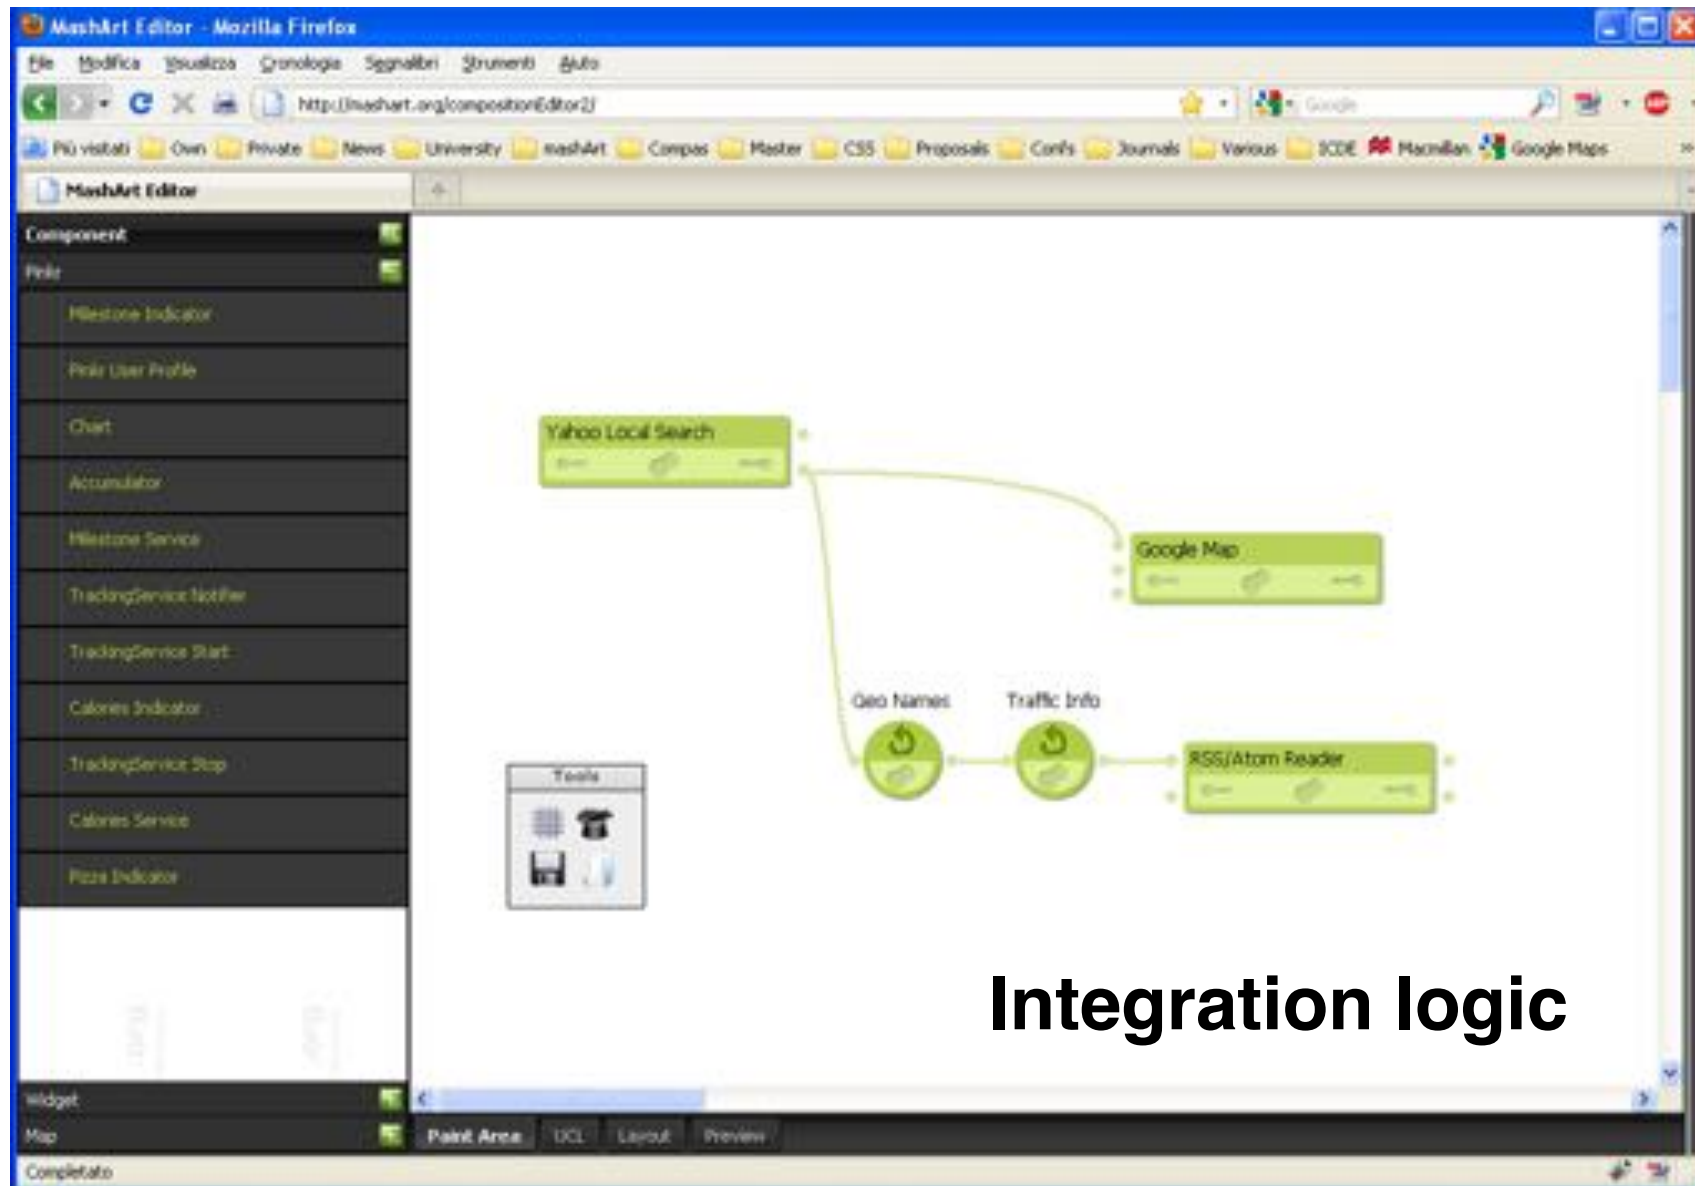 MashArt Editor - Mozilla Firefox
File Modifica Visualizza Cronologia Segnalibri Strumenti Aiuto
http://mashart.org/compositionEditor2/ Google
Più visitati Own Private News University mashArt Compas Master CSS Proposals Confs Journals Various ICDE Macmillan Google Maps
MashArt Editor
Component
Milestone Indicator
User Profile
Chart
Yahoo Local Search
Accumulator
Milestone Service
Google Map
TrackingService Notifier
TrackingService Start
Calories Indicator
Geo Names Traffic Info
TrackingService Stop
RSS/Atom Reader
Tools
Calories Service
Pizza Indicator
Integration logic
Widget
Map
Paint Area UCL Layout Preview
Completato